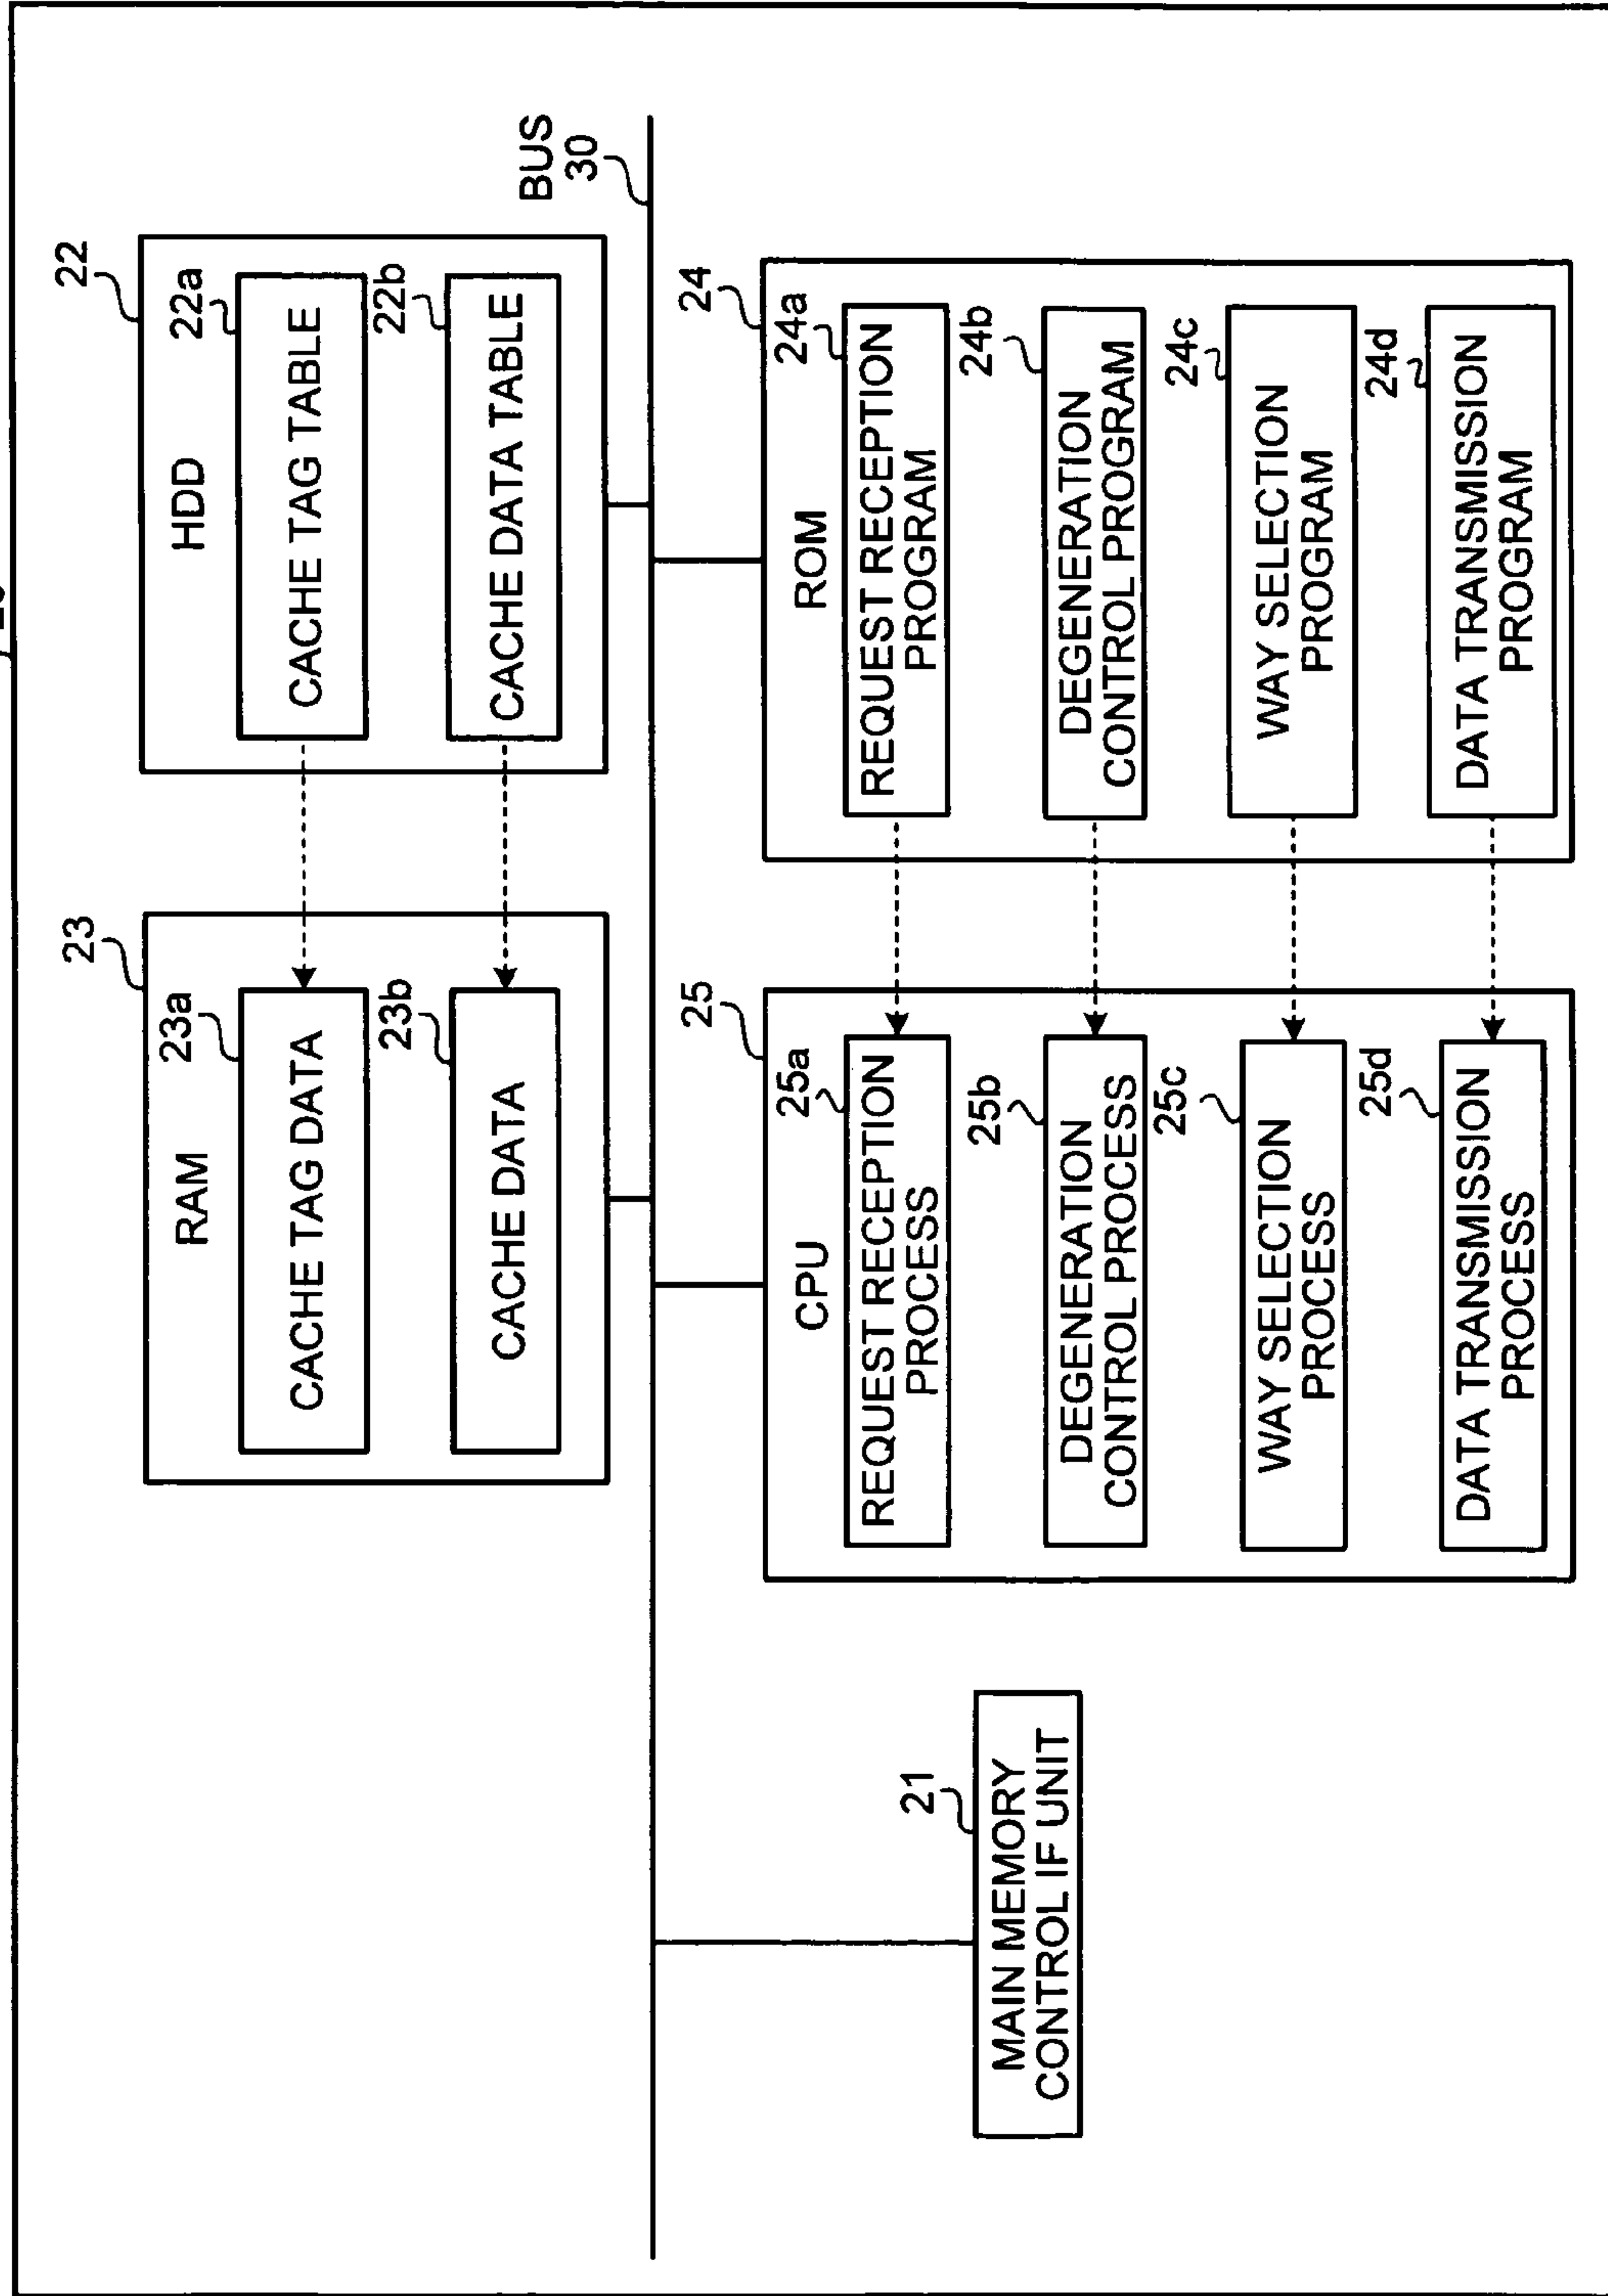 23
RAM
23a
CACHE TAG DATA
23b
CACHE DATA
22
HDD
22a
CACHE TAG TABLE
22b
CACHE DATA TABLE
BUS
30
21
MAIN MEMORY
CONTROL IF UNIT
25
CPU
25a
REQUEST RECEPTION
PROCESS
25b
DEGENERATION
CONTROL PROCESS
25c
WAY SELECTION
PROCESS
25d
DATA TRANSMISSION
PROCESS
24
ROM
24a
REQUEST RECEPTION
PROGRAM
24b
DEGENERATION
CONTROL PROGRAM
24c
WAY SELECTION
PROGRAM
24d
DATA TRANSMISSION
PROGRAM